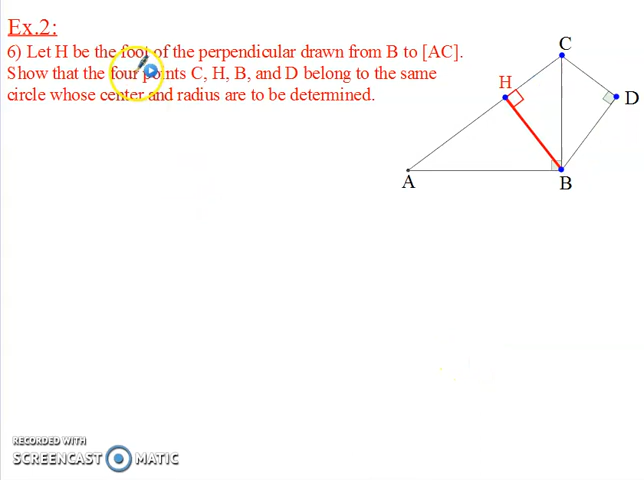 Ex.2:
6) Let H be the foot of the perpendicular drawn from B to [AC].
Show that the four points C, H, B, and D belong to the same
circle whose center and radius are to be determined.
C
H
D
A
B
RECORDED WITH
SCREENCAST MATIC